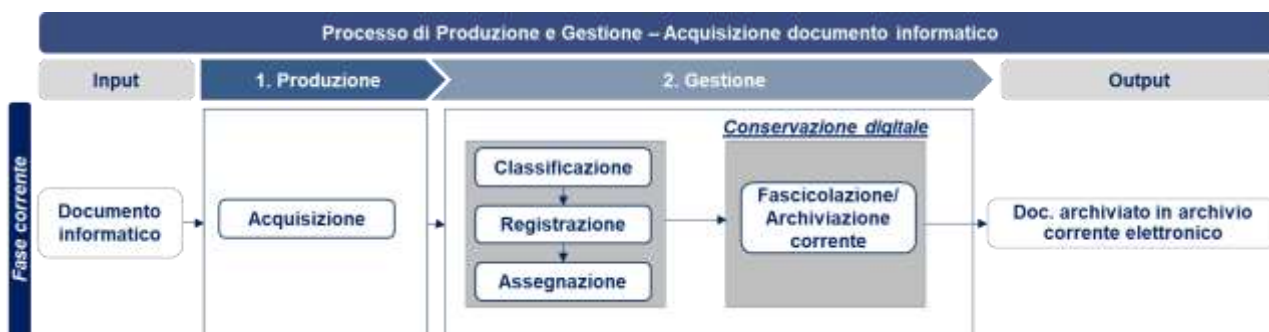 Processo di Produzione e Gestione – Acquisizione documento informatico
Input
1. Produzione
2. Gestione
Output
Fase corrente
Documento
informatico
Acquisizione
Classificazione
Registrazione
Assegnazione
Conservazione digitale
Fascicolazione/
Archiviazione
corrente
Doc. archiviato in archivio
corrente elettronico